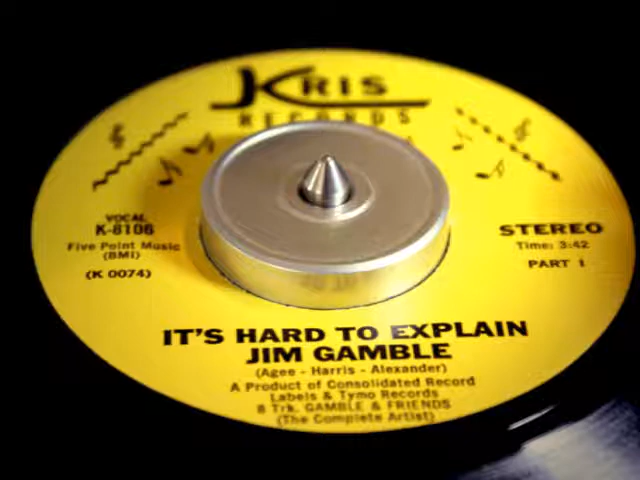 KRIS
RECORDS
VOCAL
K-8106
Five Point Music
(BMI)
(K 0074)
STEREO
Time: 3:42
PART 1
IT'S HARD TO EXPLAIN
JIM GAMBLE
(Agee - Harris - Alexander)
A Product of Consolidated Record
Labels & Tymo Records
8 Trk. GAMBLE & FRIENDS
(The Complete Artist)